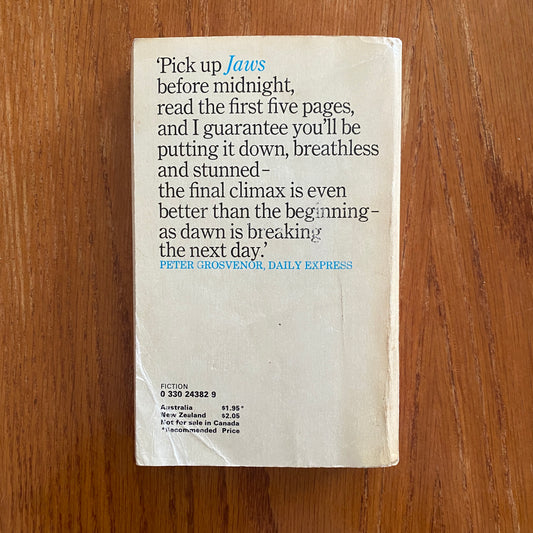 ‘Pick up Jaws
before midnight,
read the first five pages,
and I guarantee you’ll be
putting it down, breathless
and stunned–
the final climax is even
better than the beginning–
as dawn is breaking
the next day.’
PETER GROSVENOR, DAILY EXPRESS
FICTION
0 330 24382 9
Australia $1.95*
New Zealand $2.05
Not for sale in Canada
*Recommended Price